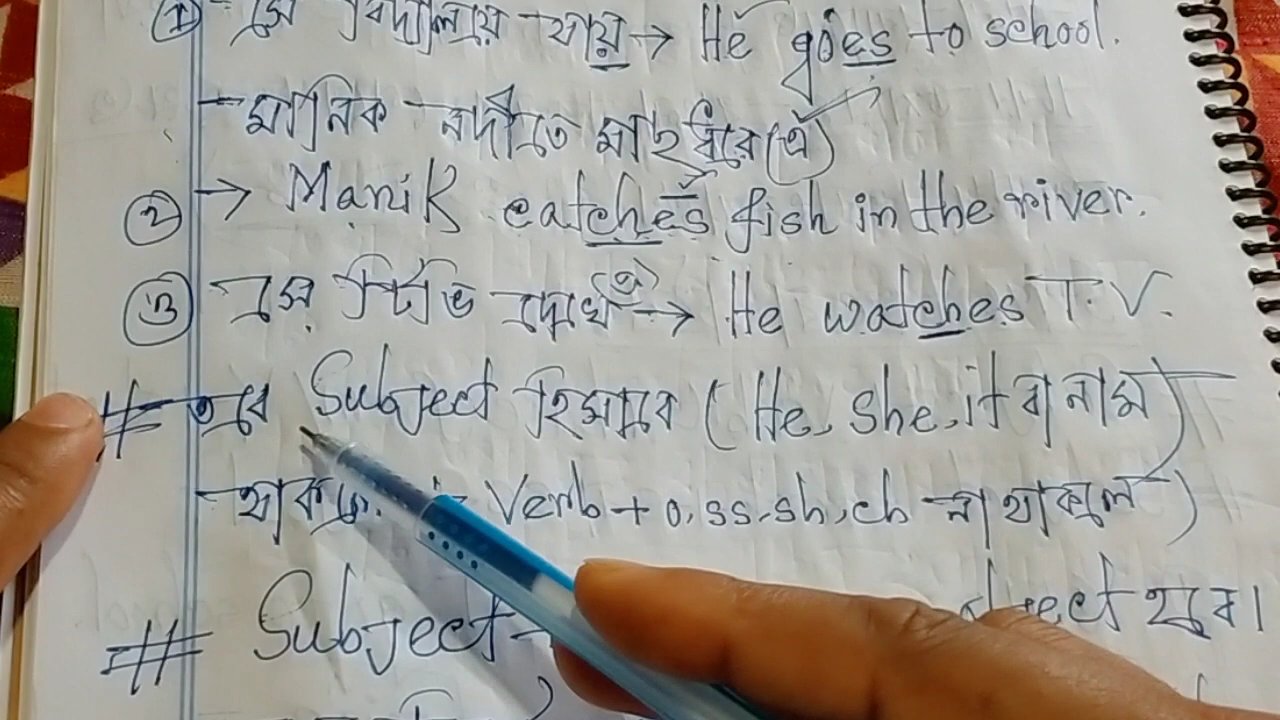 ① সে বিদ্যালয়ে যায় → He goes to school.
মানিক নদীতে মাছ ধরে (এ)
② → Manik catches fish in the river.
③ সে টিভি দেখে (এ) → He watches T.V.
# তবে Subject হিসাবে (He, She, it বা নাম)
থাকলে Verb + o, ss, sh, ch না থাকলে)
# Subject + হবে।